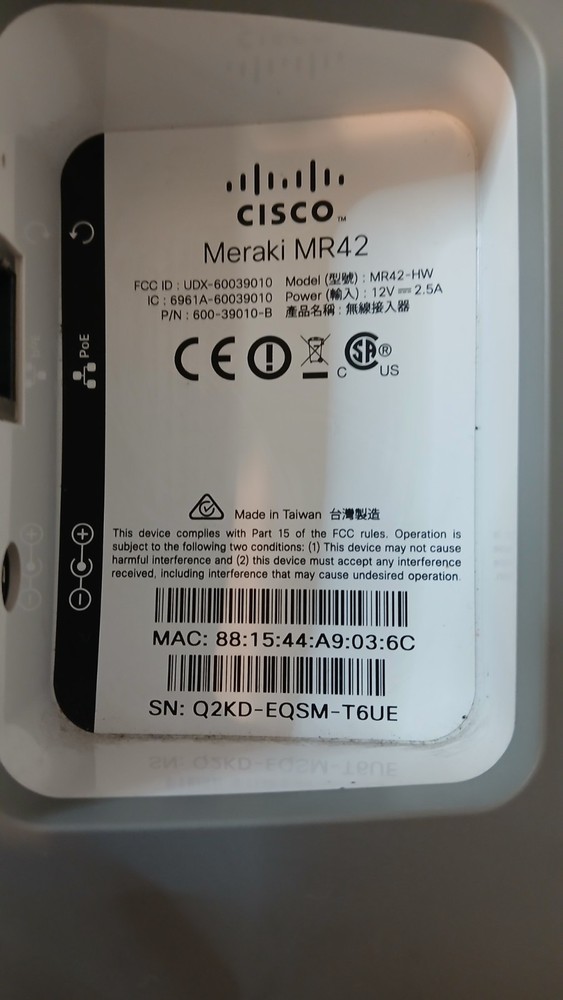 CISCO™
Meraki MR42
FCC ID : UDX-60039010 Model (型號) : MR42-HW
IC : 6961A-60039010 Power (輸入) : 12V ⎓ 2.5A
P/N : 600-39010-B 產品名稱 : 無線接入器
CE SA® C US
PoE
Made in Taiwan 台灣製造
This device complies with Part 15 of the FCC rules. Operation is
subject to the following two conditions: (1) This device may not cause
harmful interference and (2) this device must accept any interference
received, including interference that may cause undesired operation.
MAC: 88:15:44:A9:03:6C
SN: Q2KD-EQSM-T6UE